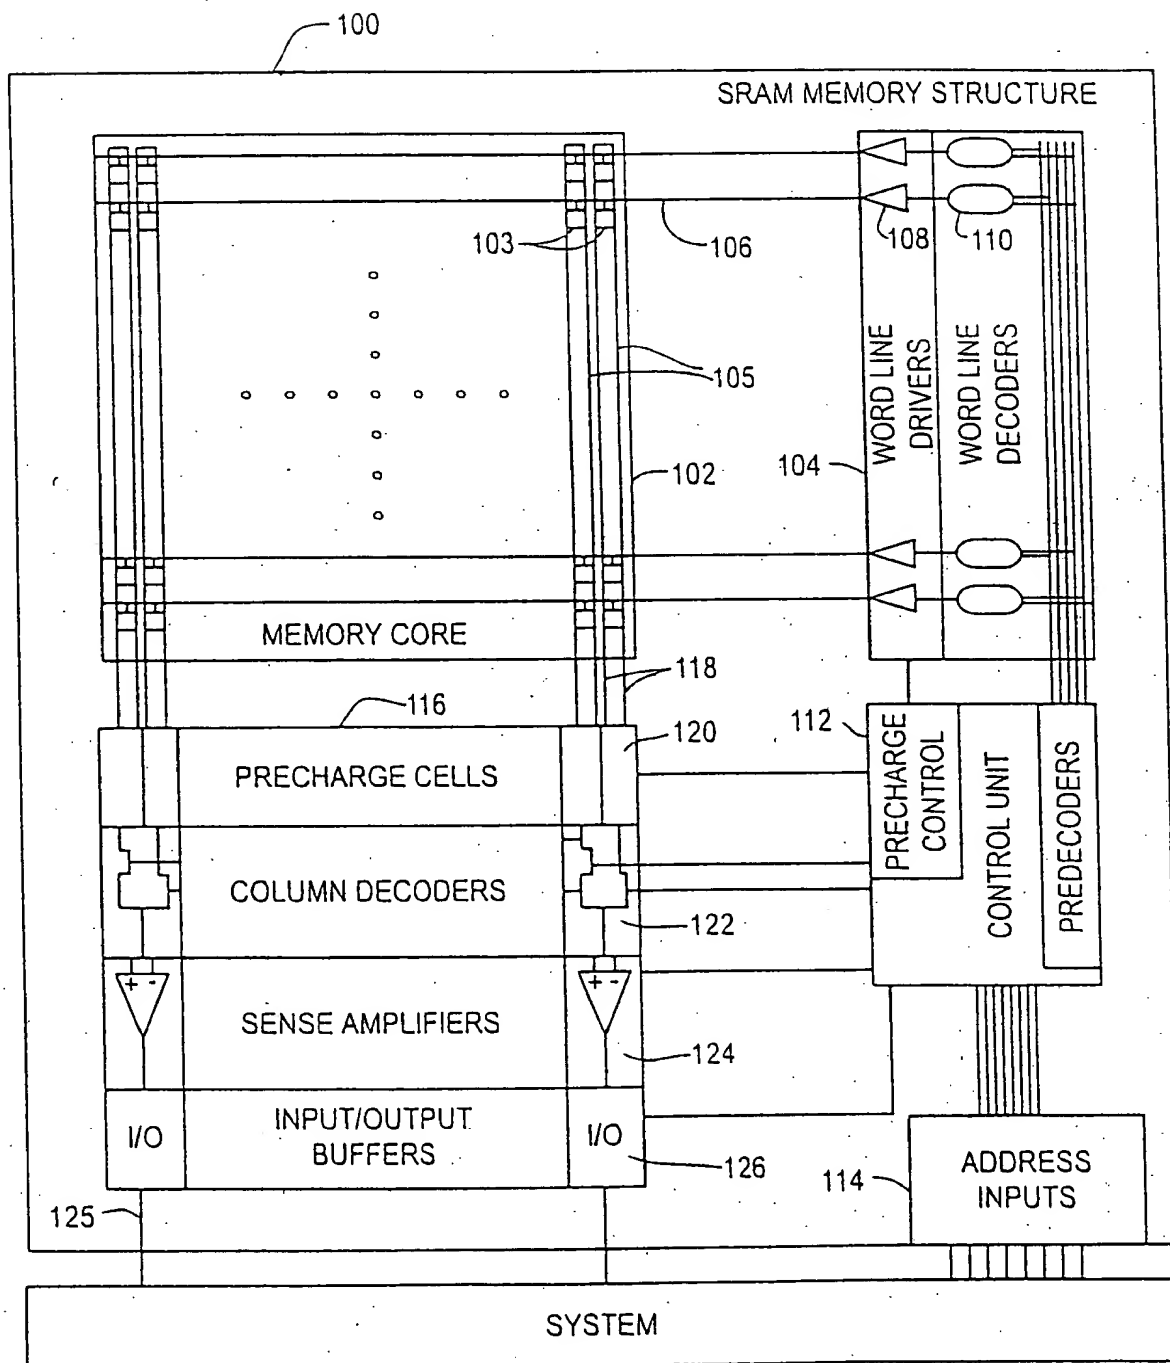 100
SRAM MEMORY STRUCTURE
103
106
108
110
105
WORD LINE
DRIVERS
WORD LINE
DECODERS
102
104
MEMORY CORE
118
116
120
112
PRECHARGE CELLS
PRECHARGE
CONTROL
CONTROL UNIT
PREDECODERS
COLUMN DECODERS
122
+ -
+ -
SENSE AMPLIFIERS
124
I/O
INPUT/OUTPUT
BUFFERS
I/O
126
ADDRESS
INPUTS
114
125
SYSTEM